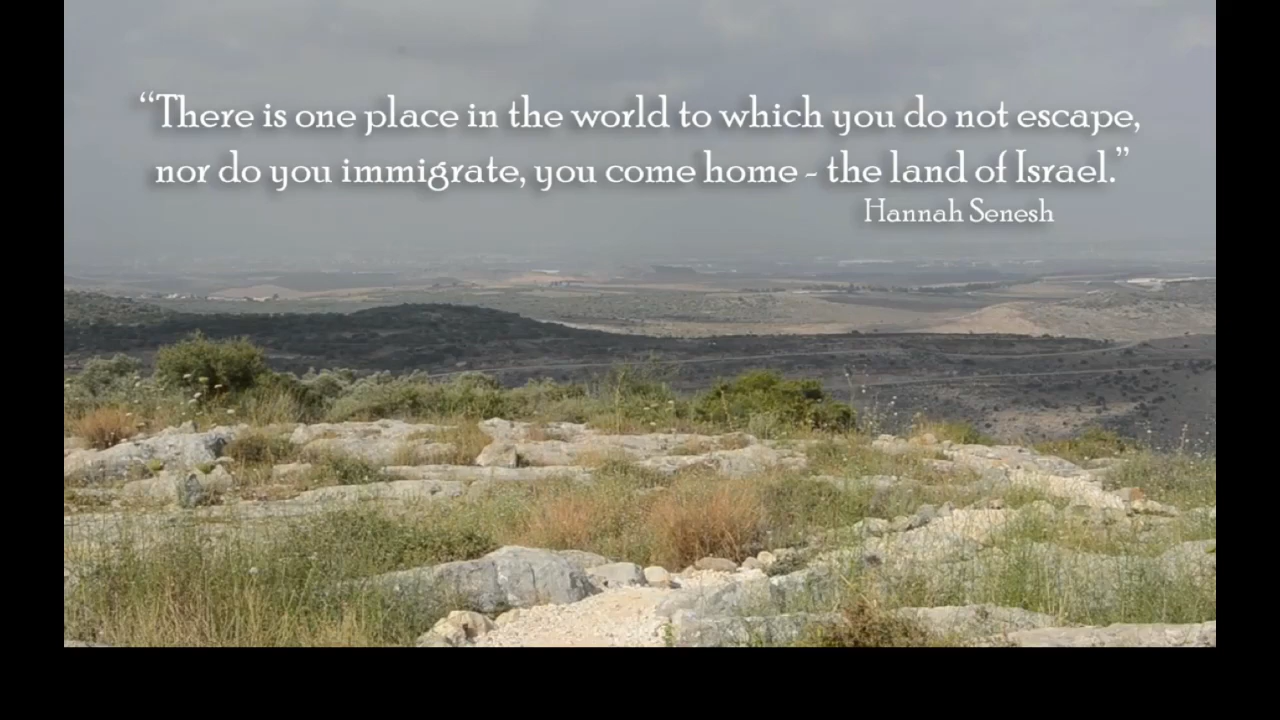 “There is one place in the world to which you do not escape,
nor do you immigrate, you come home - the land of Israel.”
Hannah Senesh